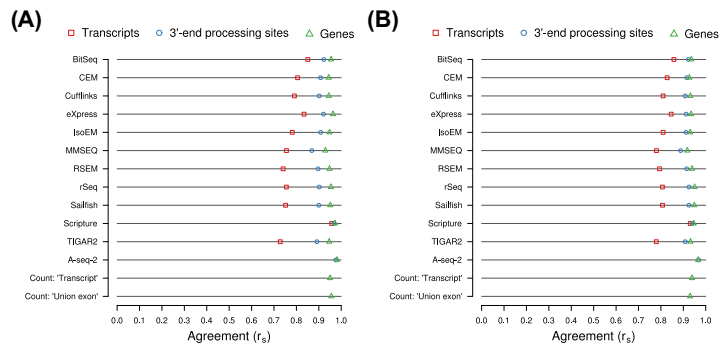 (A)
Transcripts 3'-end processing sites Genes
BitSeq
CEM
Cufflinks
eXpress
IsoEM
MMSEQ
RSEM
rSeq
Sailfish
Scripture
TIGAR2
A-seq-2
Count: 'Transcript'
Count: 'Union exon'
0.0 0.1 0.2 0.3 0.4 0.5 0.6 0.7 0.8 0.9 1.0
Agreement (rs)
(B)
Transcripts 3'-end processing sites Genes
BitSeq
CEM
Cufflinks
eXpress
IsoEM
MMSEQ
RSEM
rSeq
Sailfish
Scripture
TIGAR2
A-seq-2
Count: 'Transcript'
Count: 'Union exon'
0.0 0.1 0.2 0.3 0.4 0.5 0.6 0.7 0.8 0.9 1.0
Agreement (rs)